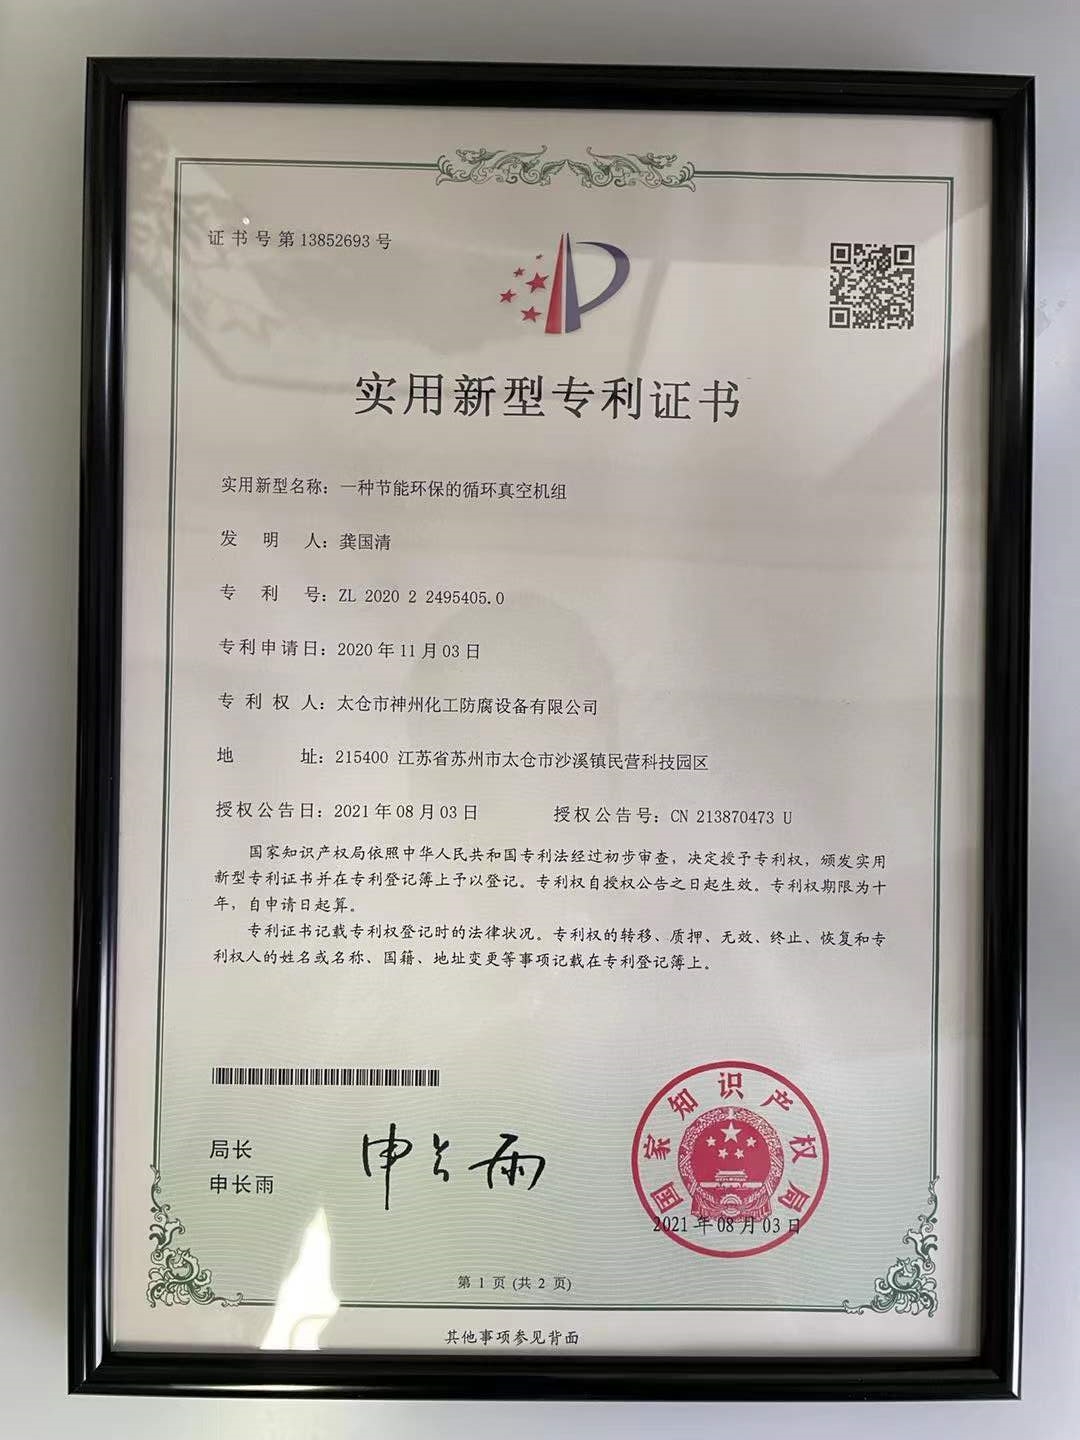 证书号第13852693号
实用新型专利证书
实用新型名称：一种节能环保的循环真空机组
发明人：龚国清
专利号：ZL 2020 2 2495405.0
专利申请日：2020年11月03日
专利权人：太仓市神州化工防腐设备有限公司
地址：215400 江苏省苏州市太仓市沙溪镇民营科技园区
授权公告日：2021年08月03日 授权公告号：CN 213870473 U
国家知识产权局依照中华人民共和国专利法经过初步审查，决定授予专利权，颁发实用
新型专利证书并在专利登记簿上予以登记。专利权自授权公告之日起生效。专利权期限为十
年，自申请日起算。
专利证书记载专利权登记时的法律状况。专利权的转移、质押、无效、终止、恢复和专
利权人的姓名或名称、国籍、地址变更等事项记载在专利登记簿上。
局长
申长雨
申长雨
国家知识产权局
2021年08月03日
第 1 页 (共 2 页)
其他事项参见背面